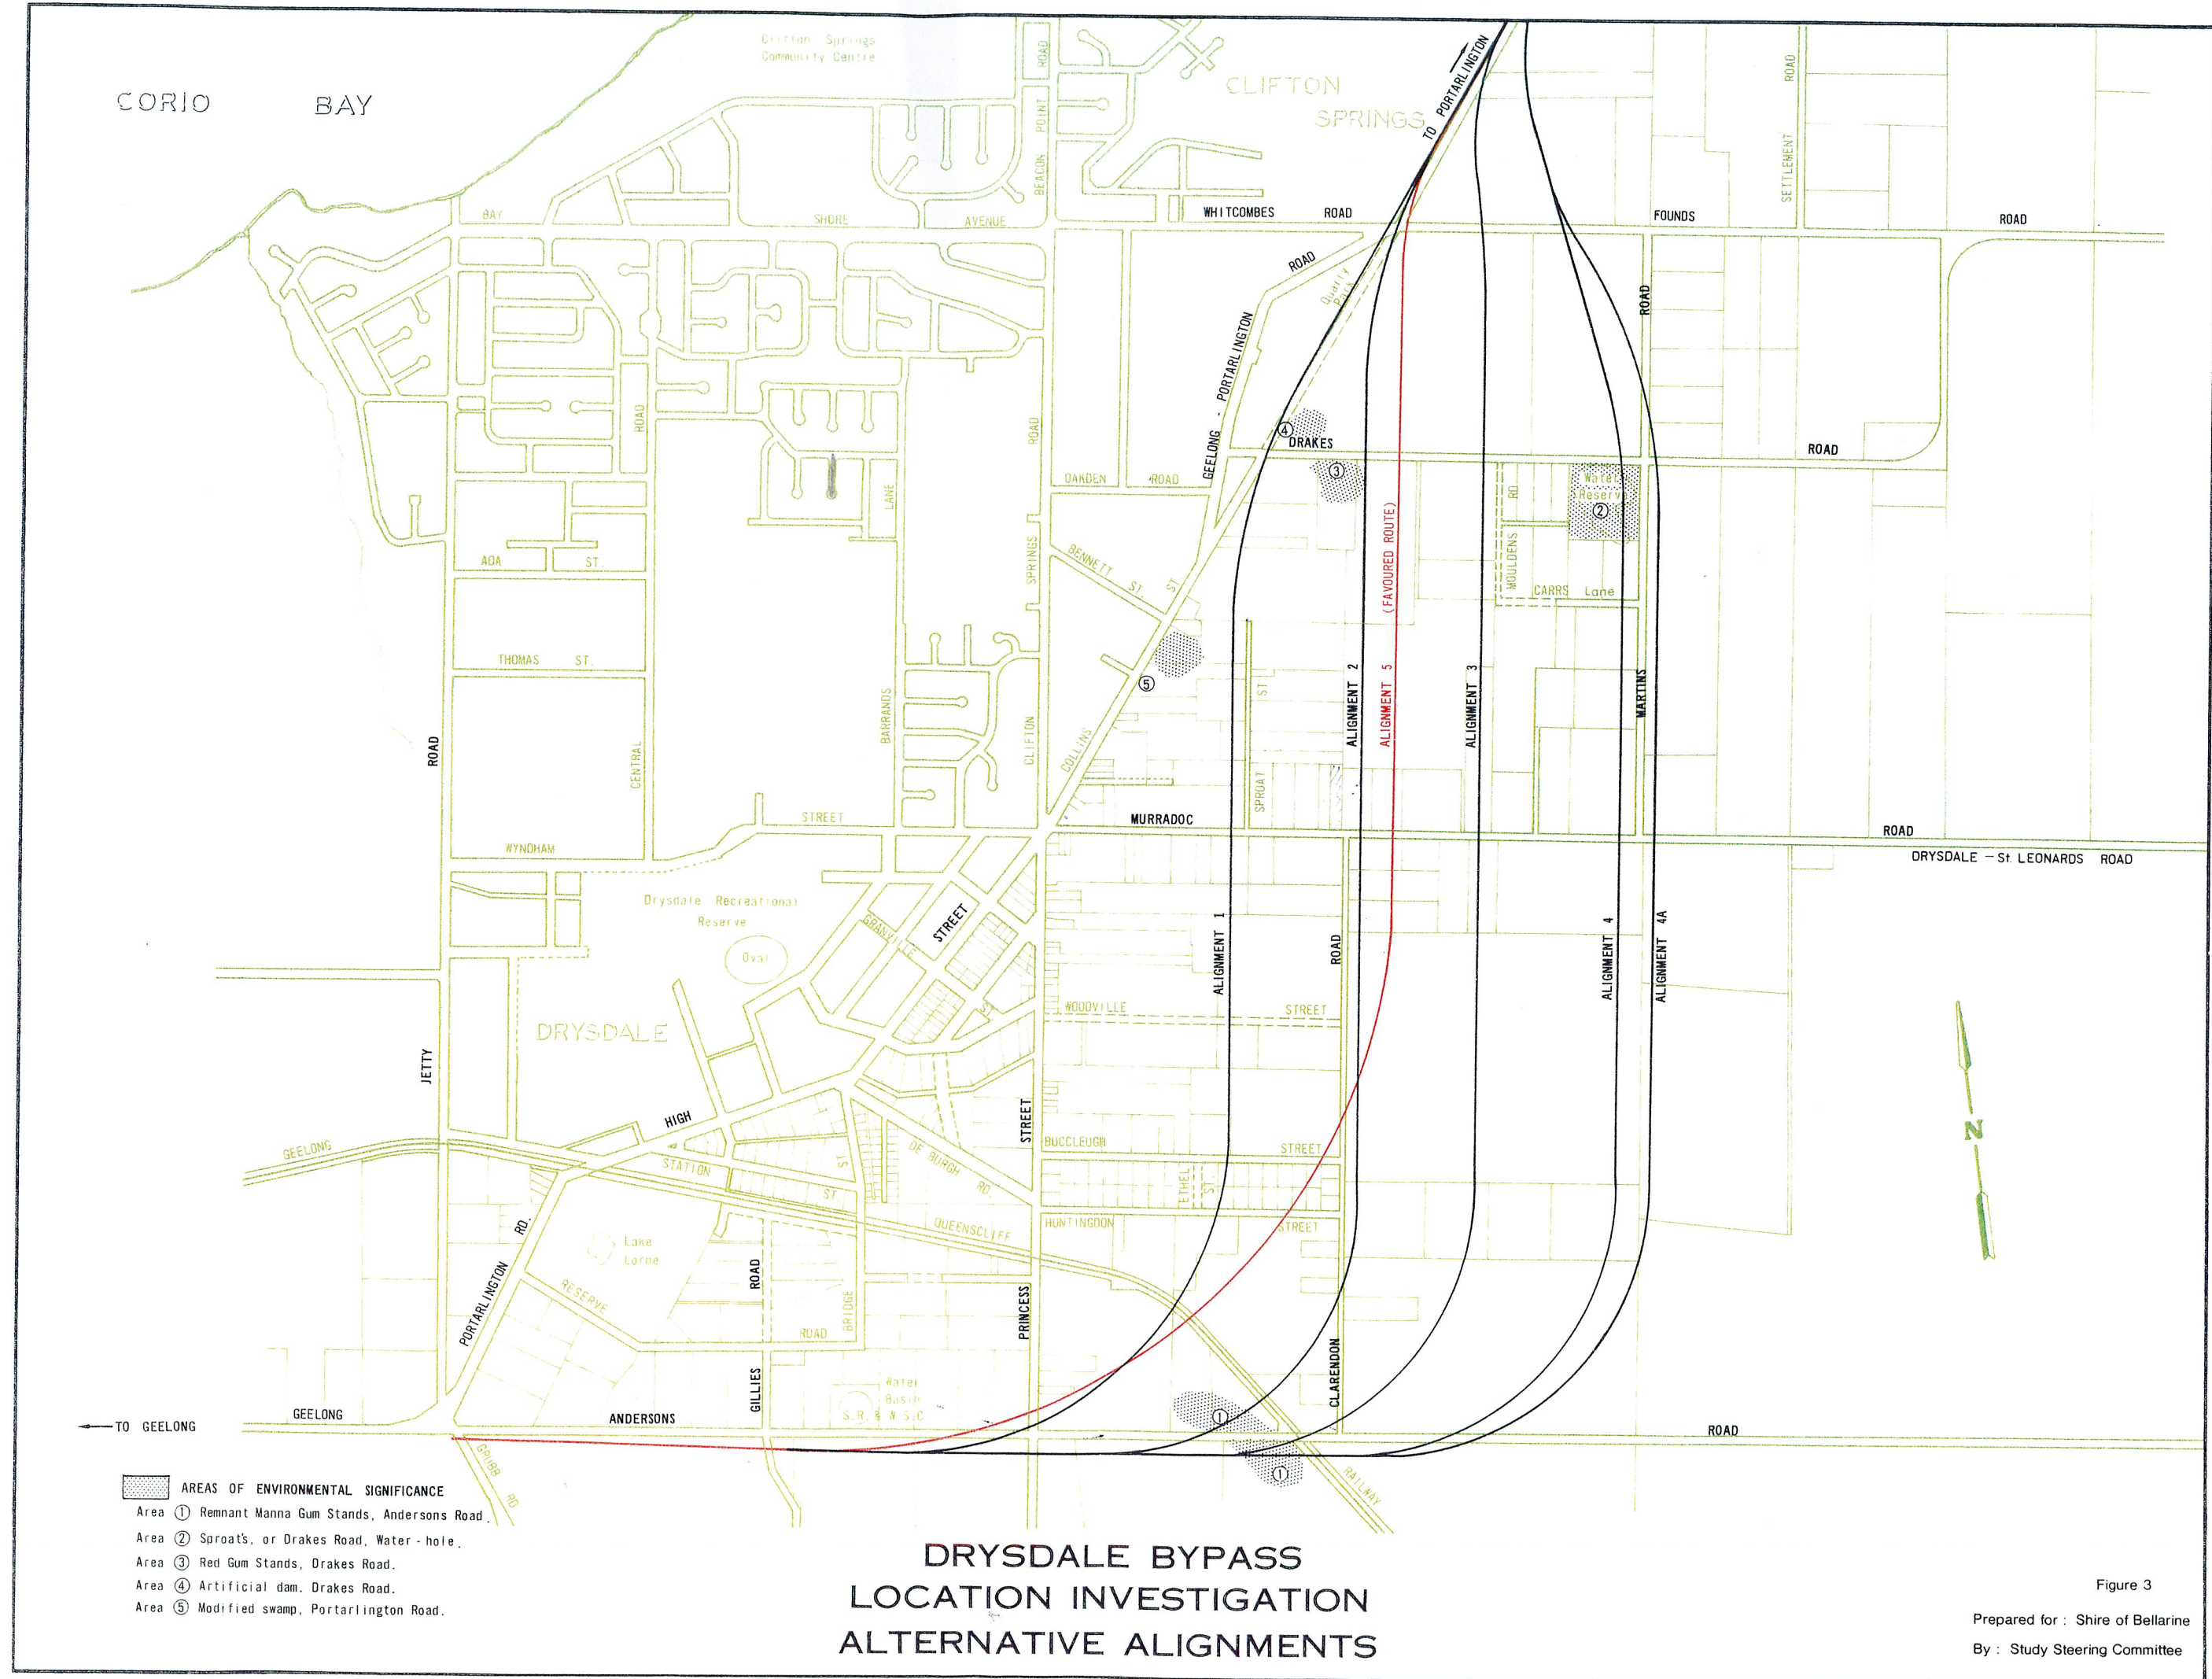 CORIO BAY
Clifton Springs
Community Centre
ROAD
BEACON POINT
CLIFTON
SPRINGS
TO PORTARLINGTON
SETTLEMENT ROAD
BAY SHORE AVENUE
WHITCOMBES ROAD
FOUNDS ROAD
ROAD
Quarry
Park
ROAD
GEELONG - PORTARLINGTON
ROAD
ROAD
④
DRAKES ROAD
③
OAKDEN ROAD
LANE
RD
Water
Reserve
②
MOULDENS
CARRS Lane
ADA ST.
SPRINGS
BENNETT ST.
ST
(FAVOURED ROUTE)
THOMAS ST.
⑤
ST
ALIGNMENT 2
ALIGNMENT 5
ALIGNMENT 3
MARTINS
ROAD
CENTRAL
BARRANDS
CLIFTON
COLLINS
SPROAT
STREET
MURRADOC ROAD
WYNDHAM
DRYSDALE - St. LEONARDS ROAD
Drysdale Recreational
Reserve
Oval
GRANVILLE
STREET
ST
ALIGNMENT 1
ROAD
ALIGNMENT 4
ALIGNMENT 4A
WOODVILLE STREET
DRYSDALE
JETTY
HIGH
STREET
BUCCLEUGH STREET
GEELONG
STATION ST.
ST
DE BURGH RD
ETHEL ST
N
RD.
QUEENSCLIFF
HUNTINGDON STREET
Lake
Lorne
ROAD
PORTARLINGTON
RESERVE ROAD
BRIDGE
PRINCESS
CLARENDON
GILLIES
Water
Basin
S.R. & W.S.C
TO GEELONG
GEELONG
ANDERSONS ROAD
①
①
GRUBB RD
RAILWAY
AREAS OF ENVIRONMENTAL SIGNIFICANCE
Area ① Remnant Manna Gum Stands, Andersons Road.
Area ② Sproat's, or Drakes Road, Water-hole.
Area ③ Red Gum Stands, Drakes Road.
Area ④ Artificial dam. Drakes Road.
Area ⑤ Modified swamp, Portarlington Road.
DRYSDALE BYPASS
LOCATION INVESTIGATION
ALTERNATIVE ALIGNMENTS
Figure 3
Prepared for : Shire of Bellarine
By : Study Steering Committee